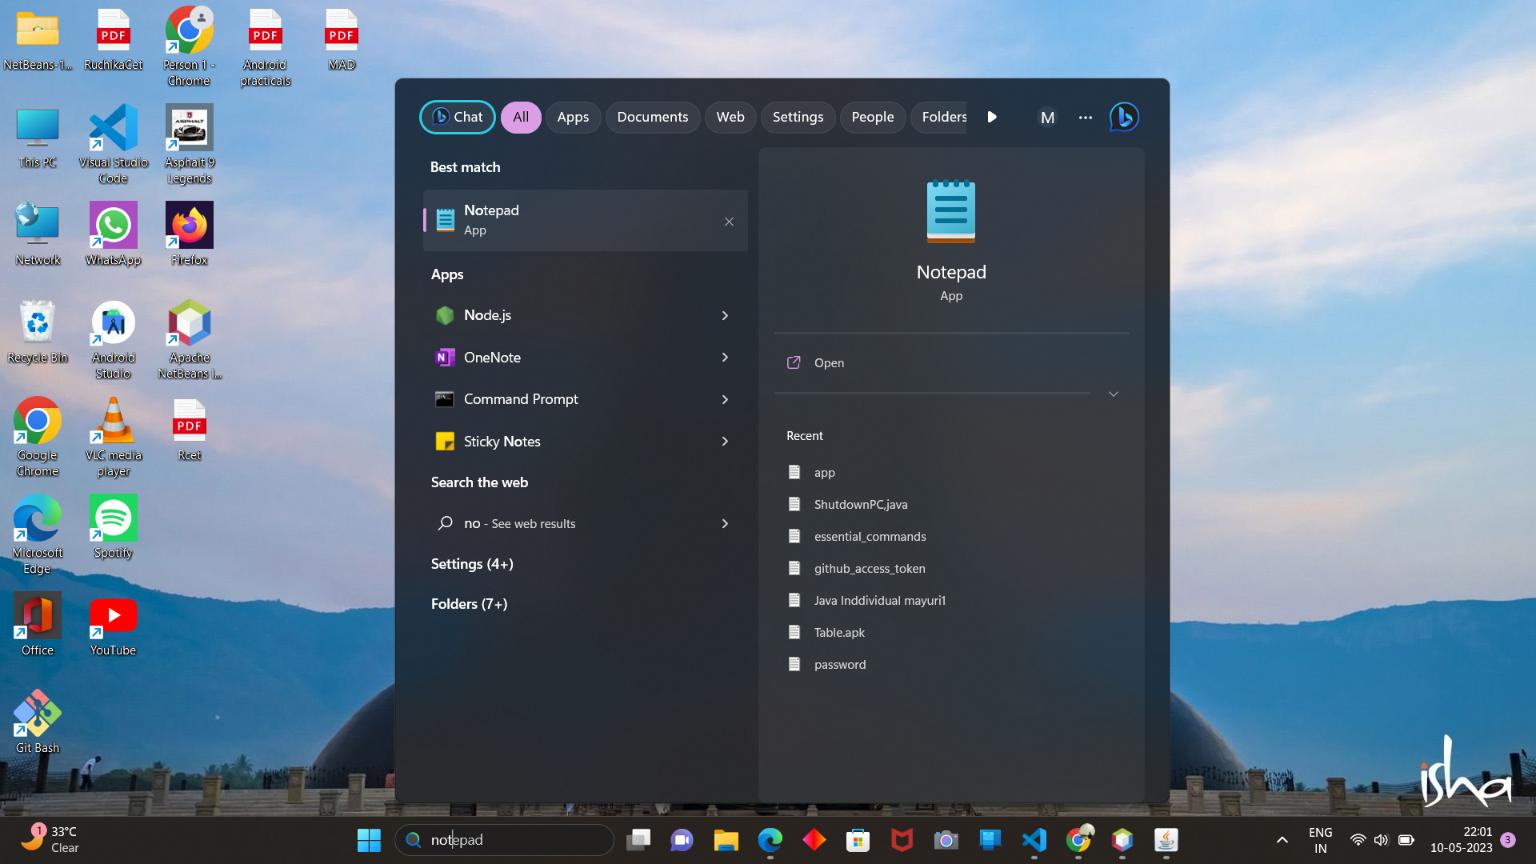 NetBeans-1...
RuchikaCet
Person 1 -
Chrome
Android
practicals
MAD
This PC
Visual Studio
Code
Asphalt 9
Legends
Network
WhatsApp
Firefox
Recycle Bin
Android
Studio
Apache
NetBeans I...
Google
Chrome
VLC media
player
Rcet
Microsoft
Edge
Spotify
Office
YouTube
Git Bash
PDF
PDF
PDF
PDF
ASPHALT
Chat
All
Apps
Documents
Web
Settings
People
Folders
M
Best match
Notepad
App
Apps
Node.js
OneNote
Command Prompt
Sticky Notes
Search the web
no - See web results
Settings (4+)
Folders (7+)
Notepad
App
Open
Recent
app
ShutdownPC,java
essential_commands
github_access_token
Java Inddividual mayuri1
Table.apk
password
isha
1
33°C
Clear
notepad
ENG
IN
22:01
10-05-2023
3